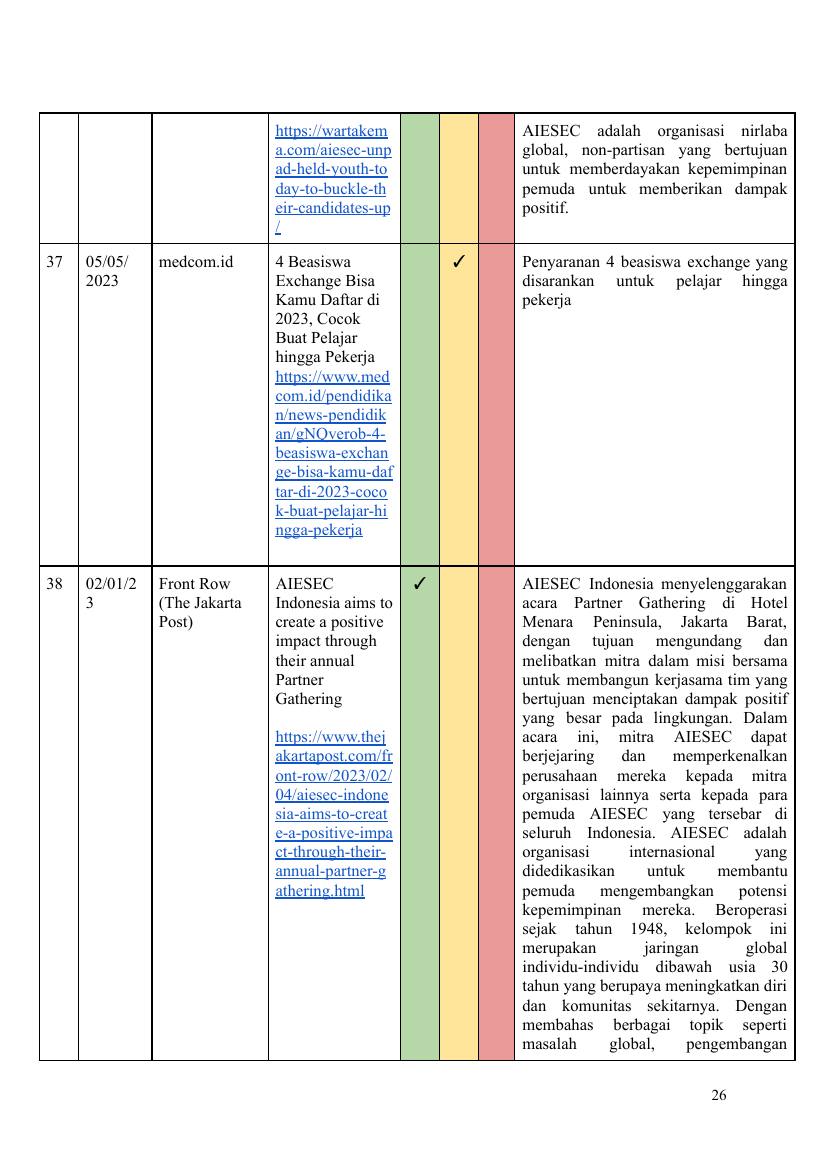 https://wartakem
a.com/aiesec-unp
ad-held-youth-to
day-to-buckle-th
eir-candidates-up
/
AIESEC adalah organisasi nirlaba
global, non-partisan yang bertujuan
untuk memberdayakan kepemimpinan
pemuda untuk memberikan dampak
positif.
37
05/05/
2023
medcom.id
4 Beasiswa
Exchange Bisa
Kamu Daftar di
2023, Cocok
Buat Pelajar
hingga Pekerja
https://www.med
com.id/pendidika
n/news-pendidik
an/gNQverob-4-
beasiswa-exchan
ge-bisa-kamu-daf
tar-di-2023-coco
k-buat-pelajar-hi
ngga-pekerja
✓
Penyaranan 4 beasiswa exchange yang
disarankan untuk pelajar hingga
pekerja
38
02/01/2
3
Front Row
(The Jakarta
Post)
AIESEC
Indonesia aims to
create a positive
impact through
their annual
Partner
Gathering
https://www.thej
akartapost.com/fr
ont-row/2023/02/
04/aiesec-indone
sia-aims-to-creat
e-a-positive-impa
ct-through-their-
annual-partner-g
athering.html
✓
AIESEC Indonesia menyelenggarakan
acara Partner Gathering di Hotel
Menara Peninsula, Jakarta Barat,
dengan tujuan mengundang dan
melibatkan mitra dalam misi bersama
untuk membangun kerjasama tim yang
bertujuan menciptakan dampak positif
yang besar pada lingkungan. Dalam
acara ini, mitra AIESEC dapat
berjejaring dan memperkenalkan
perusahaan mereka kepada mitra
organisasi lainnya serta kepada para
pemuda AIESEC yang tersebar di
seluruh Indonesia. AIESEC adalah
organisasi internasional yang
didedikasikan untuk membantu
pemuda mengembangkan potensi
kepemimpinan mereka. Beroperasi
sejak tahun 1948, kelompok ini
merupakan jaringan global
individu-individu dibawah usia 30
tahun yang berupaya meningkatkan diri
dan komunitas sekitarnya. Dengan
membahas berbagai topik seperti
masalah global, pengembangan
26